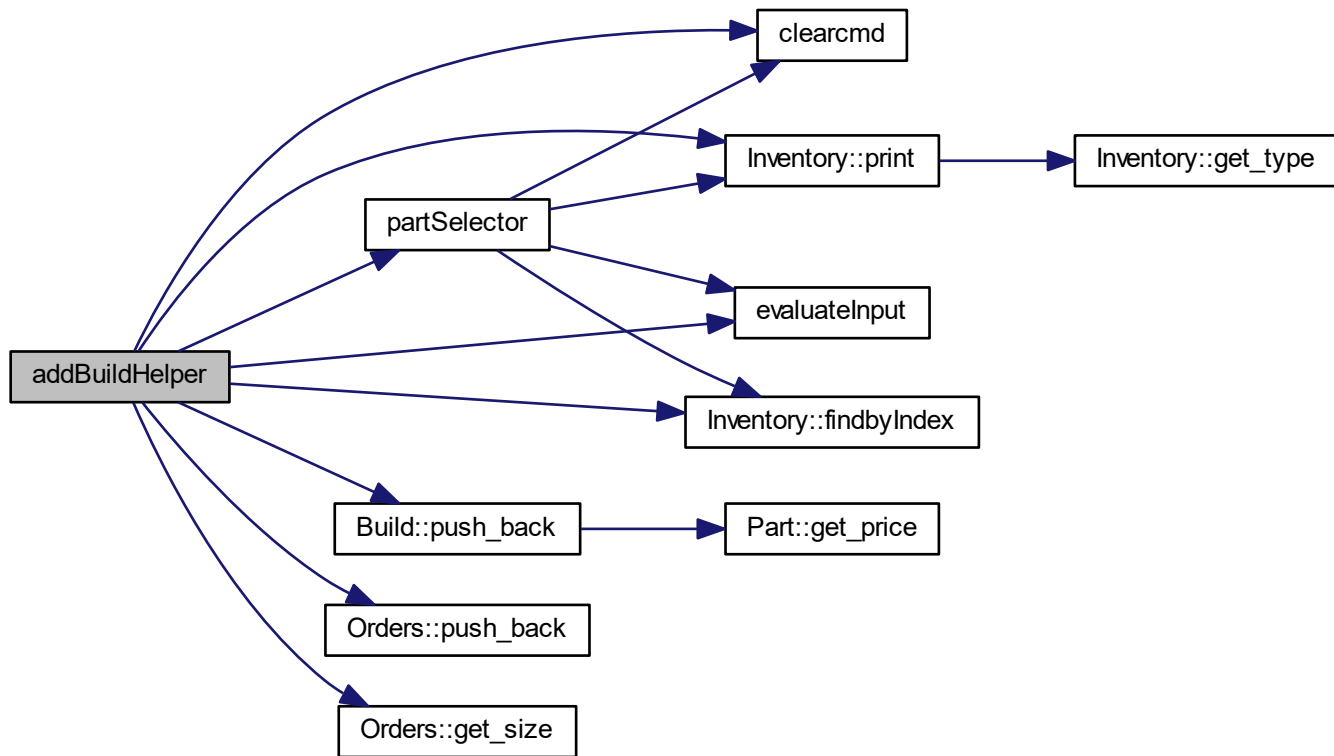 clearcmd
Inventory::print
Inventory::get_type
partSelector
evaluateInput
addBuildHelper
Inventory::findbyIndex
Build::push_back
Part::get_price
Orders::push_back
Orders::get_size